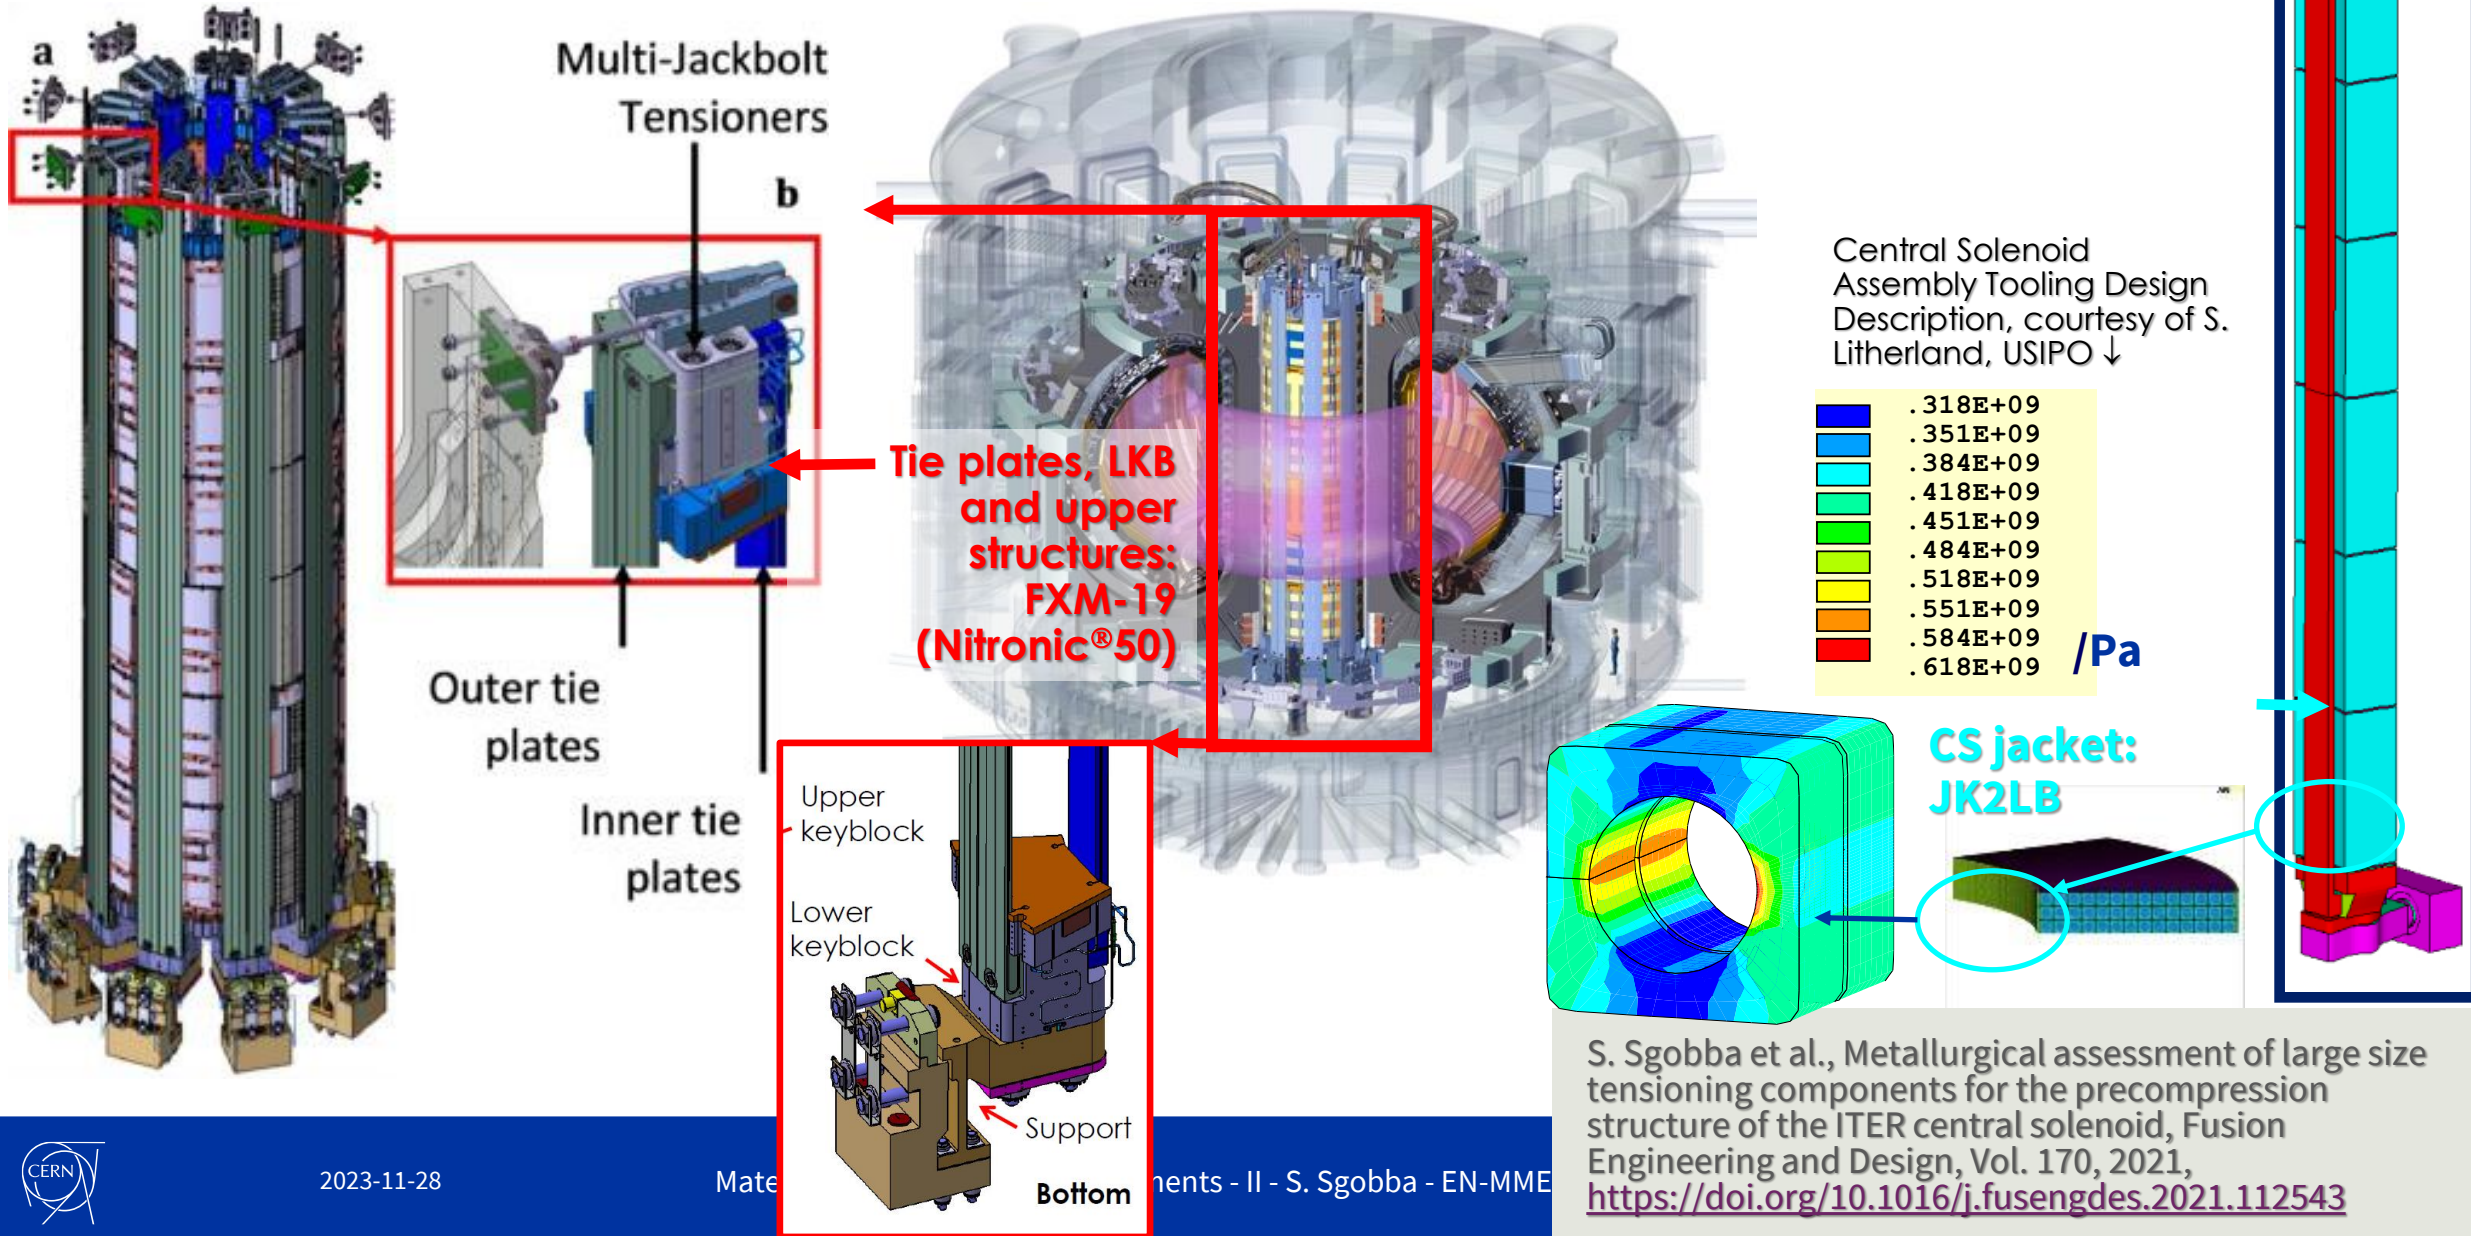 a
Multi-Jackbolt
Tensioners
b
Outer tie
plates
Inner tie
plates
Tie plates, LKB
and upper
structures:
FXM-19
(Nitronic®50)
Central Solenoid
Assembly Tooling Design
Description, courtesy of S.
Litherland, USIPO ↓
.318E+09
.351E+09
.384E+09
.418E+09
.451E+09
.484E+09
.518E+09
.551E+09
.584E+09
.618E+09
/Pa
CS jacket:
JK2LB
Upper
keyblock
Lower
keyblock
Support
Bottom
S. Sgobba et al., Metallurgical assessment of large size
tensioning components for the precompression
structure of the ITER central solenoid, Fusion
Engineering and Design, Vol. 170, 2021,
https://doi.org/10.1016/j.fusengdes.2021.112543
CERN
2023-11-28
Mate
nents - II - S. Sgobba - EN-MME